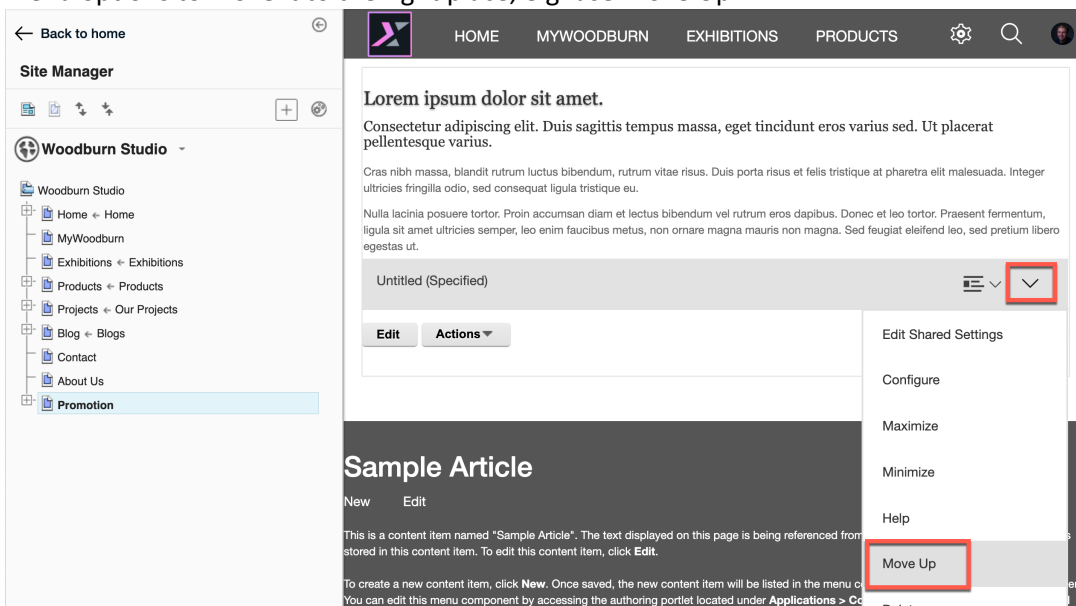 Back to home
Site Manager
Woodburn Studio
Woodburn Studio
Home ← Home
MyWoodburn
Exhibitions ← Exhibitions
Products ← Products
Projects ← Our Projects
Blog ← Blogs
Contact
About Us
Promotion
HOME MYWOODBURN EXHIBITIONS PRODUCTS
Lorem ipsum dolor sit amet.
Consectetur adipiscing elit. Duis sagittis tempus massa, eget tincidunt eros varius sed. Ut placerat
pellentesque varius.
Cras nibh massa, blandit rutrum luctus bibendum, rutrum vitae risus. Duis porta risus et felis tristique at pharetra elit malesuada. Integer
ultricies fringilla odio, sed consequat ligula tristique eu.
Nulla lacinia posuere tortor. Proin accumsan diam et lectus bibendum vel rutrum eros dapibus. Donec et leo tortor. Praesent fermentum,
ligula sit amet ultricies semper, leo enim faucibus metus, non ornare magna mauris non magna. Sed feugiat eleifend leo, sed pretium libero
egestas ut.
Untitled (Specified)
Edit Actions
Edit Shared Settings
Configure
Maximize
Minimize
Help
Move Up
Sample Article
New Edit
This is a content item named "Sample Article". The text displayed on this page is being referenced from
stored in this content item. To edit this content item, click Edit.
To create a new content item, click New. Once saved, the new content item will be listed in the menu
You can edit this menu component by accessing the authoring portlet located under Applications >